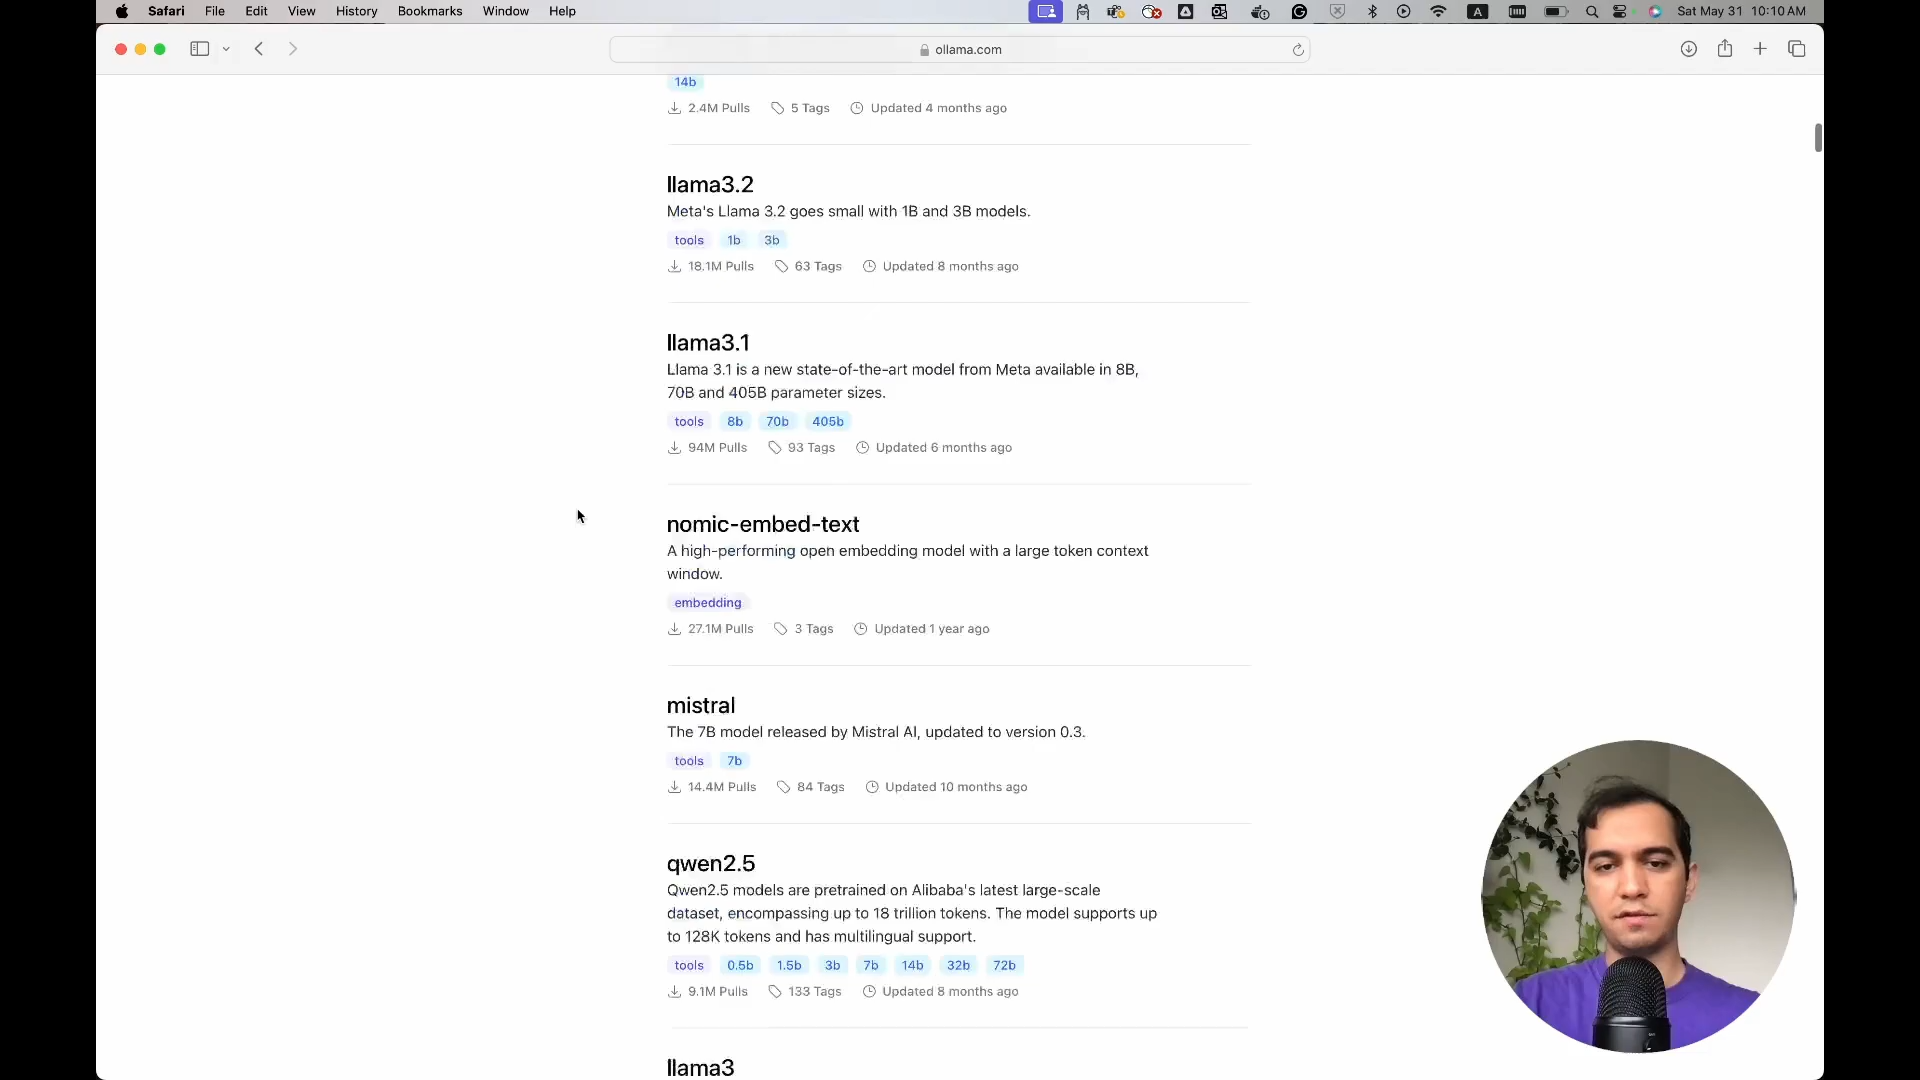 Safari File Edit View History Bookmarks Window Help
A
Sat May 31 10:10 AM
ollama.com
14b
2.4M Pulls 5 Tags Updated 4 months ago
llama3.2
Meta's Llama 3.2 goes small with 1B and 3B models.
tools 1b 3b
18.1M Pulls 63 Tags Updated 8 months ago
llama3.1
Llama 3.1 is a new state-of-the-art model from Meta available in 8B,
70B and 405B parameter sizes.
tools 8b 70b 405b
94M Pulls 93 Tags Updated 6 months ago
nomic-embed-text
A high-performing open embedding model with a large token context
window.
embedding
27.1M Pulls 3 Tags Updated 1 year ago
mistral
The 7B model released by Mistral AI, updated to version 0.3.
tools 7b
14.4M Pulls 84 Tags Updated 10 months ago
qwen2.5
Qwen2.5 models are pretrained on Alibaba's latest large-scale
dataset, encompassing up to 18 trillion tokens. The model supports up
to 128K tokens and has multilingual support.
tools 0.5b 1.5b 3b 7b 14b 32b 72b
9.1M Pulls 133 Tags Updated 8 months ago
llama3